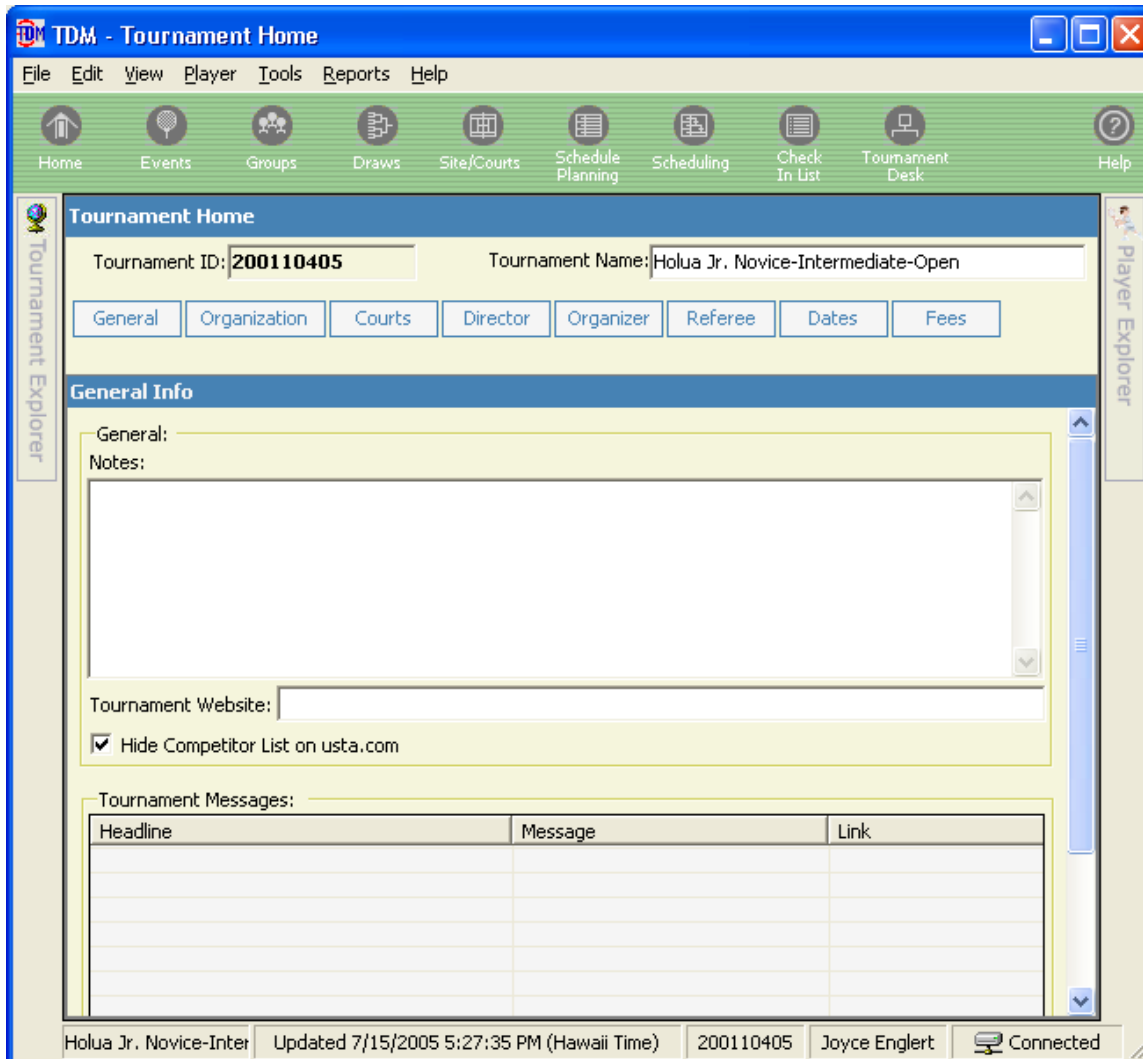 TDM TDM - Tournament Home
File Edit View Player Tools Reports Help
Home Events Groups Draws Site/Courts Schedule Planning Scheduling Check In List Tournament Desk Help
Tournament Explorer
Player Explorer
Tournament Home
Tournament ID: 200110405 Tournament Name: Holua Jr. Novice-Intermediate-Open
General Organization Courts Director Organizer Referee Dates Fees
General Info
General:
Notes:
Tournament Website:
Hide Competitor List on usta.com
Tournament Messages:
Headline Message Link
Holua Jr. Novice-Inter Updated 7/15/2005 5:27:35 PM (Hawaii Time) 200110405 Joyce Englert Connected